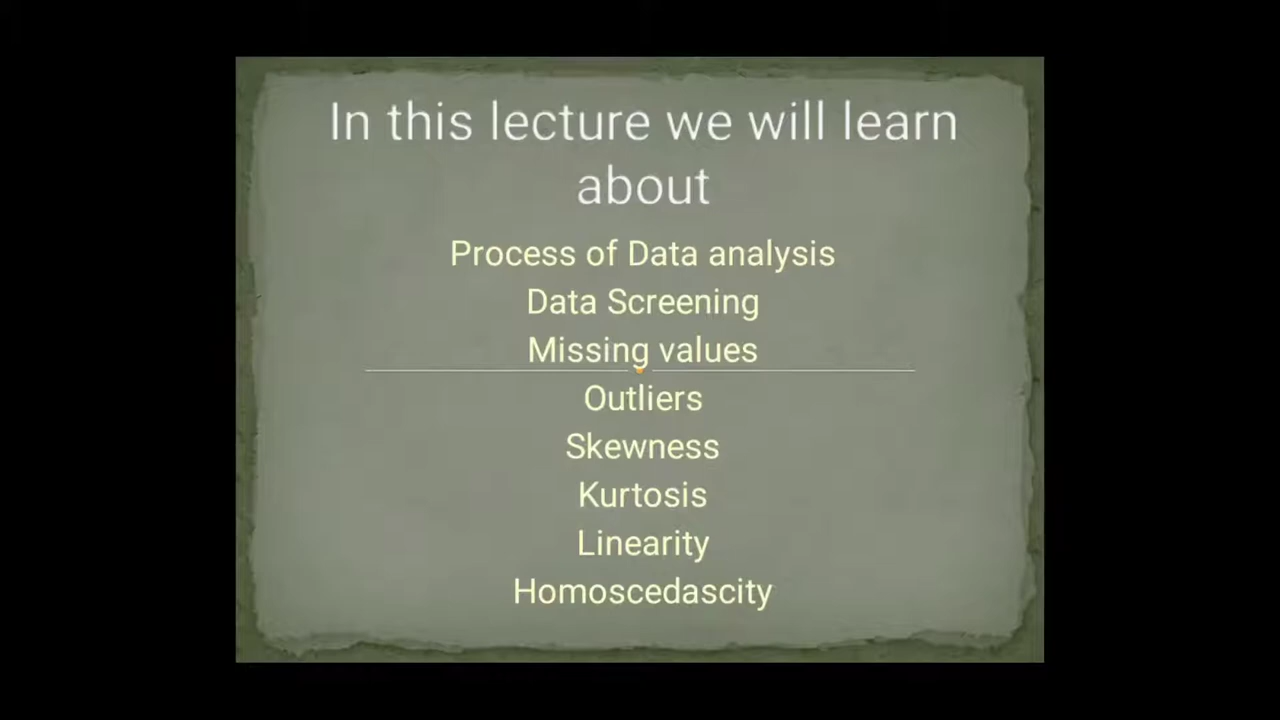 In this lecture we will learn
about
Process of Data analysis
Data Screening
Missing values
Outliers
Skewness
Kurtosis
Linearity
Homoscedascity